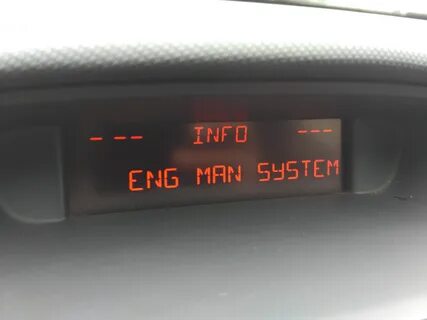 - -- INFO ---
ENG MAN SYSTEM